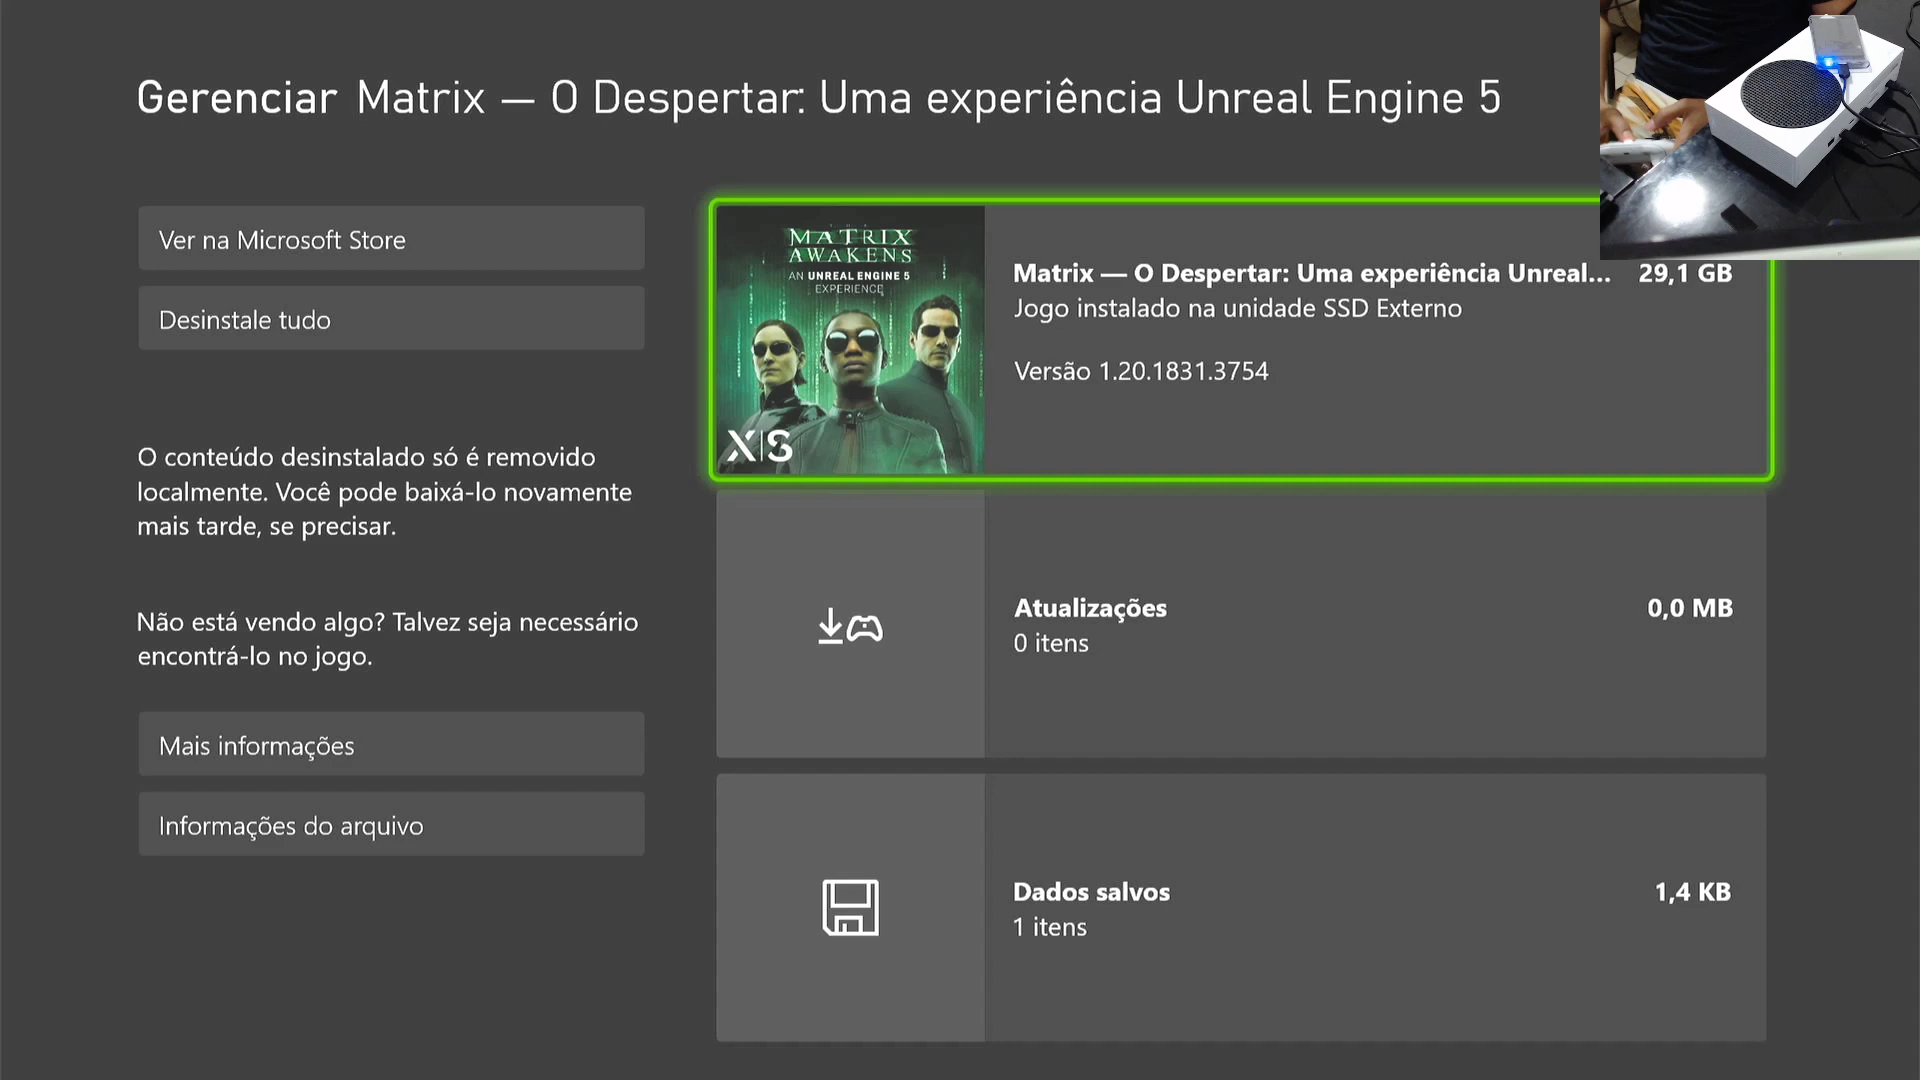 Gerenciar Matrix — O Despertar: Uma experiência Unreal Engine 5
Ver na Microsoft Store
Desinstale tudo
O conteúdo desinstalado só é removido
localmente. Você pode baixá-lo novamente
mais tarde, se precisar.
Não está vendo algo? Talvez seja necessário
encontrá-lo no jogo.
Mais informações
Informações do arquivo
MATRIX
AWAKENS
AN UNREAL ENGINE 5
EXPERIENCE
X|S
Matrix — O Despertar: Uma experiência Unreal... 29,1 GB
Jogo instalado na unidade SSD Externo
Versão 1.20.1831.3754
Atualizações 0,0 MB
0 itens
Dados salvos 1,4 KB
1 itens